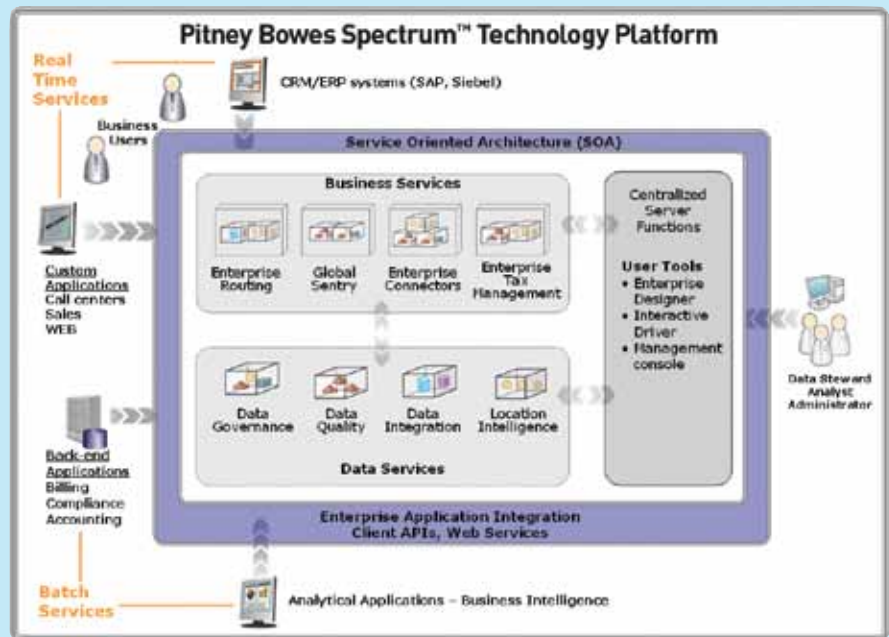 Pitney Bowes Spectrum™ Technology Platform
Real
Time
Services
CRM/ERP systems (SAP, Siebel)
Business
Users
Service Oriented Architecture (SOA)
Business Services
Enterprise
Routing
Global
Sentry
Enterprise
Connectors
Enterprise
Tax
Management
Centralized
Server
Functions
User Tools
• Enterprise
Designer
• Interactive
Driver
• Management
console
Custom
Applications
Call centers
Sales
WEB
Data
Governance
Data
Quality
Data
Integration
Location
Intelligence
Data Services
Data Steward
Analyst
Administrator
Back-end
Applications
Billing
Compliance
Accounting
Enterprise Application Integration
Client APIs, Web Services
Batch
Services
Analytical Applications – Business Intelligence